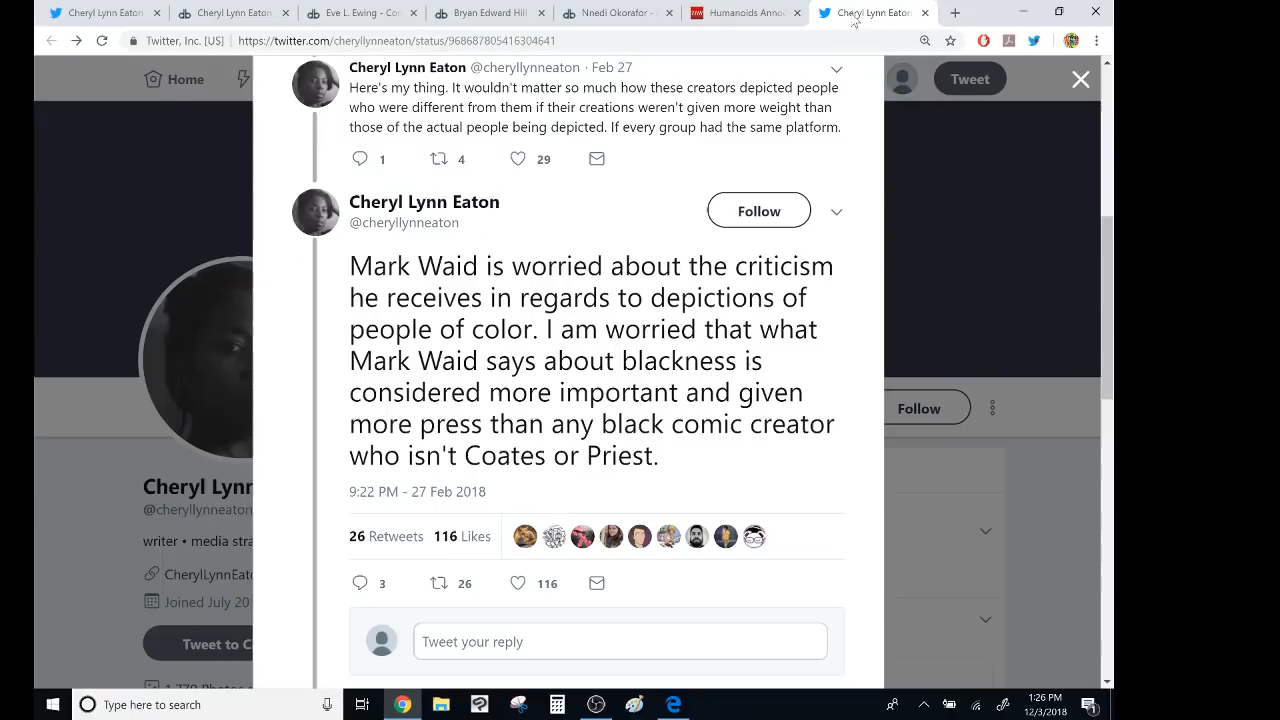 Cheryl Lynn Eaton
Cheryl Lynn Eaton
Eve L. Ewing - Con
Bryan Edward Hill
Nnedi Okorafor -
Humanoids Annou
Cheryl Lynn Eaton
Twitter, Inc. [US] | https://twitter.com/cheryllynneaton/status/968687805416304641
Home
Tweet
Cheryl Lynn Eaton @cheryllynneaton · Feb 27
Here's my thing. It wouldn't matter so much how these creators depicted people
who were different from them if their creations weren't given more weight than
those of the actual people being depicted. If every group had the same platform.
1 4 29
Cheryl Lynn Eaton
@cheryllynneaton
Follow
Mark Waid is worried about the criticism
he receives in regards to depictions of
people of color. I am worried that what
Mark Waid says about blackness is
considered more important and given
more press than any black comic creator
who isn't Coates or Priest.
9:22 PM - 27 Feb 2018
26 Retweets 116 Likes
3 26 116
Tweet your reply
Follow
Cheryl Lynn
@cheryllynneaton
writer • media stra
CherylLynnEat
Joined July 20
Tweet to C
1,770 Photos
Type here to search
1:26 PM
12/3/2018
1